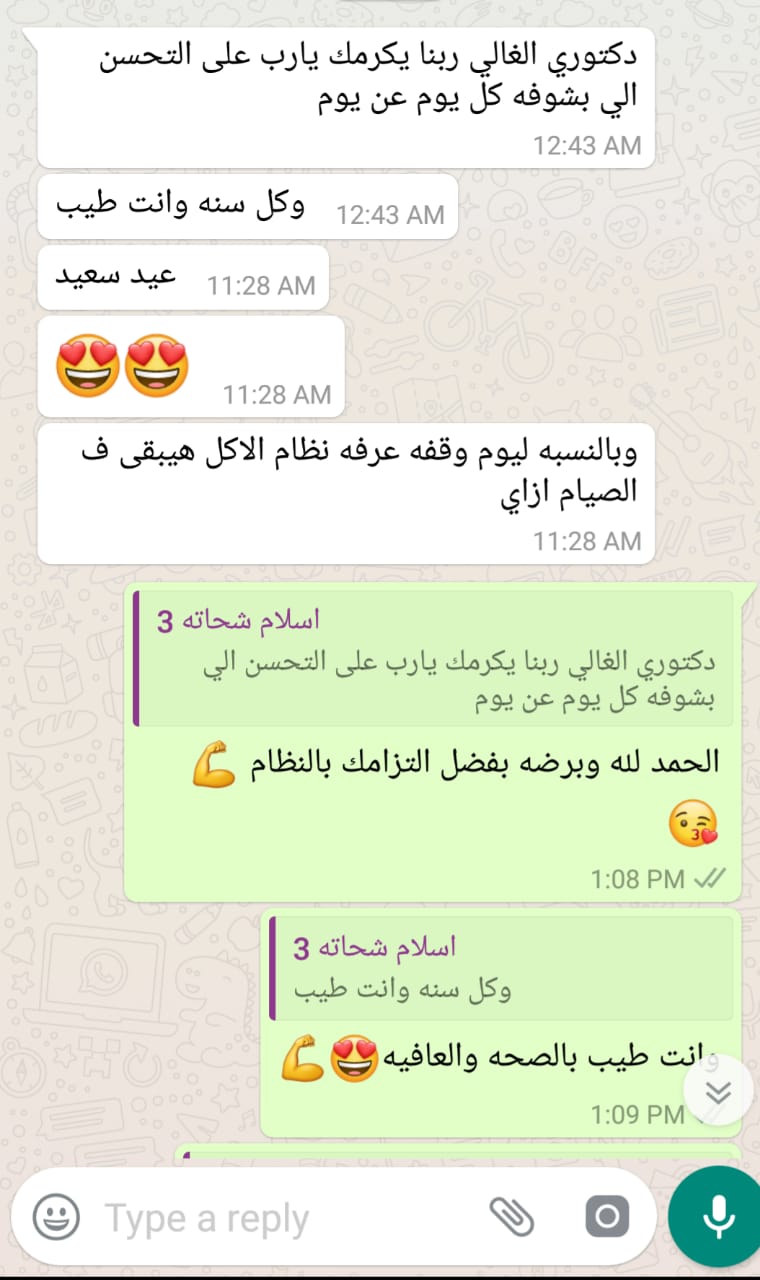 دكتوري الغالي ربنا يكرمك يارب على التحسن
الي بشوفه كل يوم عن يوم
12:43 AM
وكل سنه وانت طيب 12:43 AM
عيد سعيد 11:28 AM
😍😍 11:28 AM
وبالنسبه ليوم وقفه عرفه نظام الاكل هيبقى ف
الصيام ازاي
11:28 AM
اسلام شحاته 3
دكتوري الغالي ربنا يكرمك يارب على التحسن الي
بشوفه كل يوم عن يوم
الحمد لله وبرضه بفضل التزامك بالنظام 💪
😘
1:08 PM
اسلام شحاته 3
وكل سنه وانت طيب
وانت طيب بالصحه والعافيه😍💪
1:09 PM
Type a reply